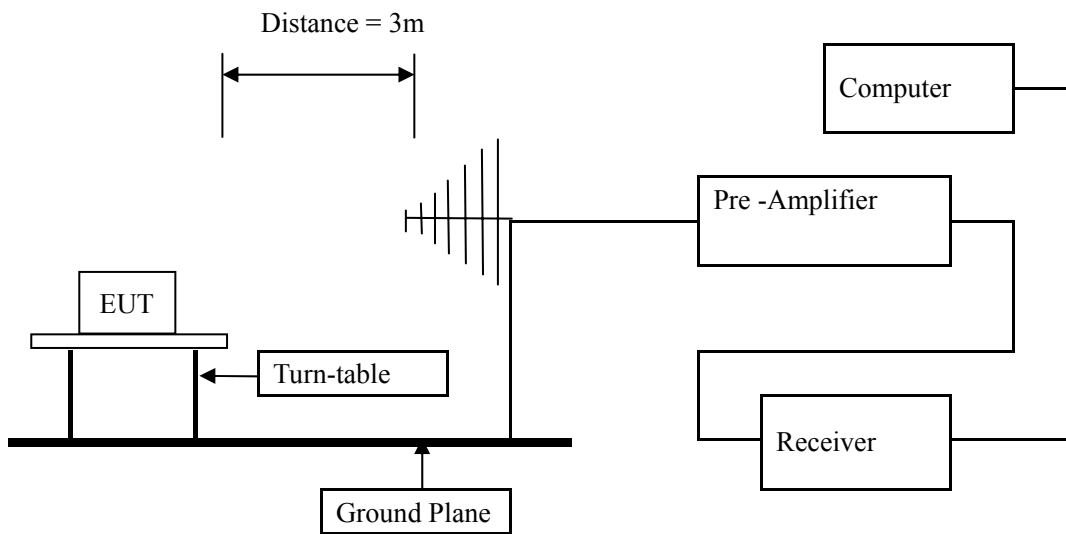 Distance = 3m
Computer
Pre -Amplifier
EUT
Turn-table
Receiver
Ground Plane